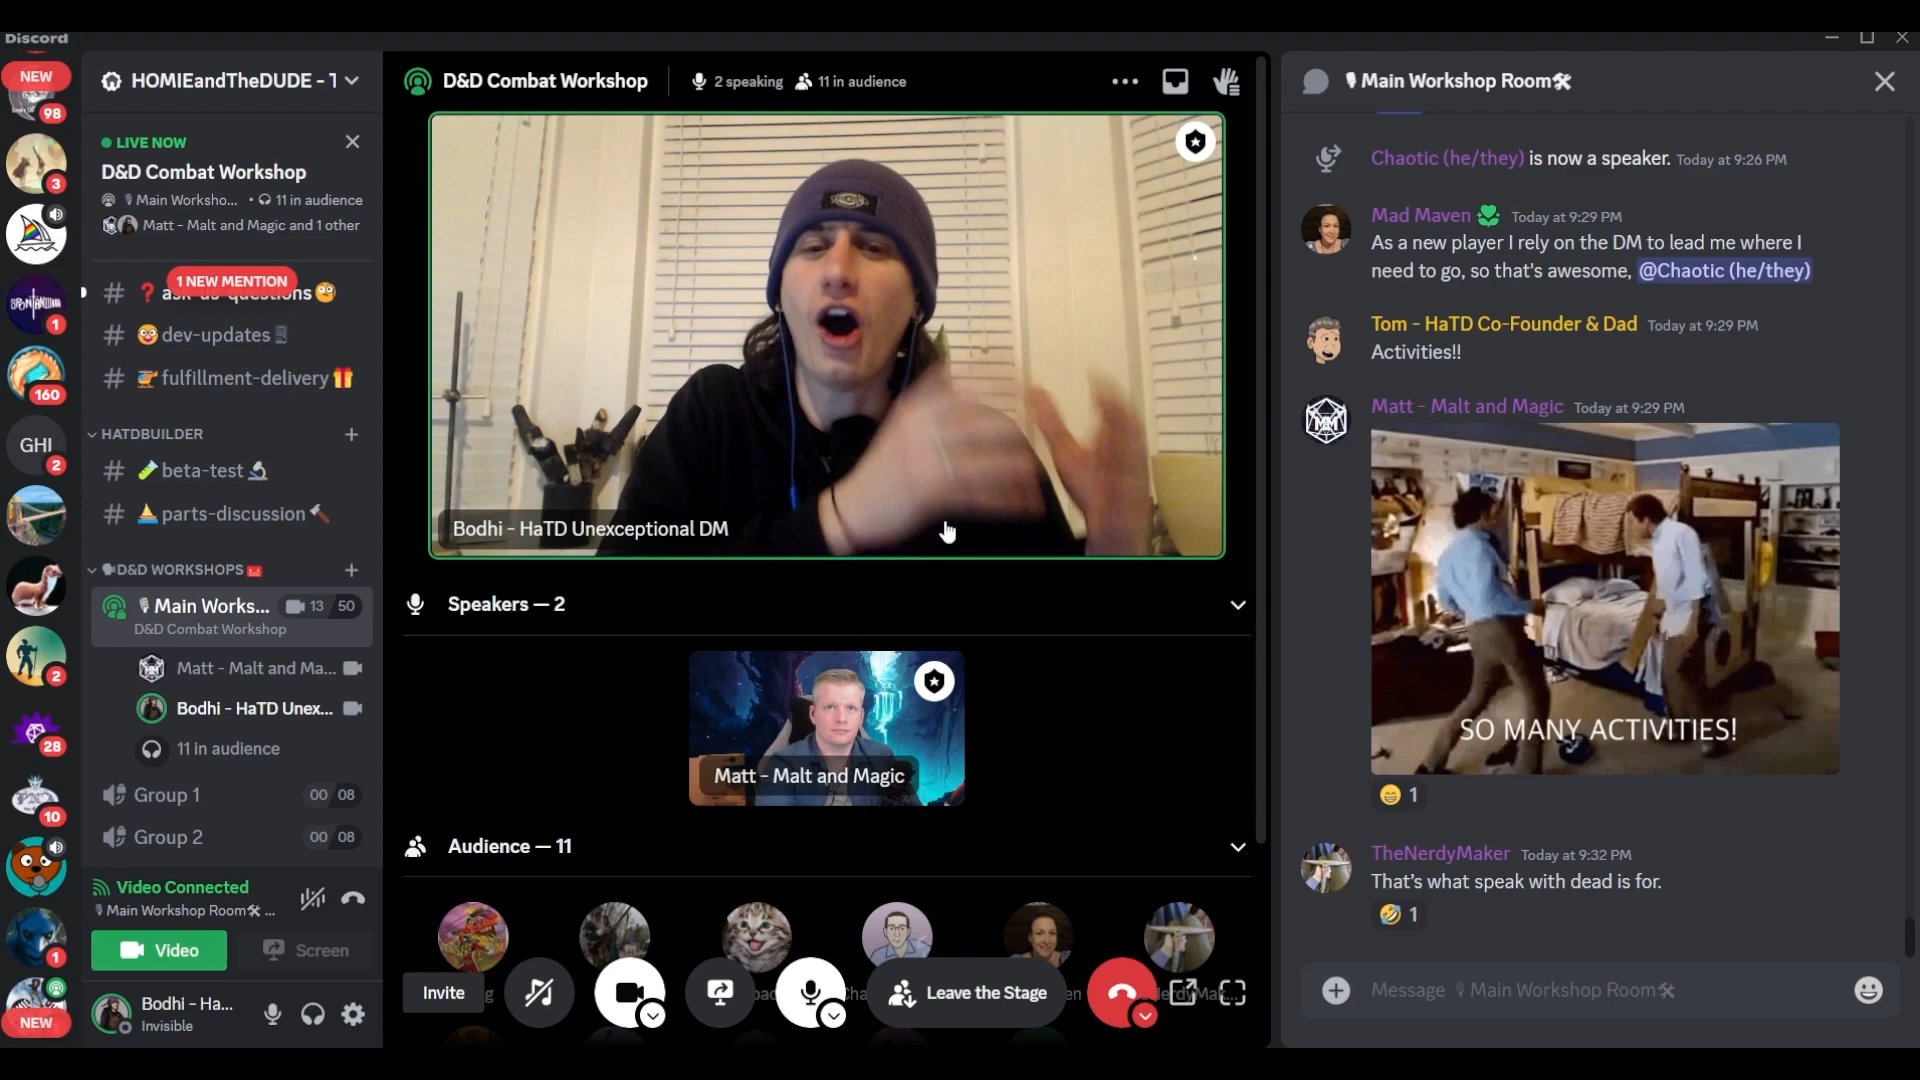 Discord
NEW
98
3
1
160
GHI
2
2
28
10
1
NEW
HOMIEandTheDUDE - T
LIVE NOW
D&D Combat Workshop
Main Worksho... • 11 in audience
Matt - Malt and Magic and 1 other
1 NEW MENTION
# dev-updates
# fulfillment-delivery
HATDBUILDER
# beta-test
# parts-discussion
D&D WORKSHOPS
Main Works... 13 50
D&D Combat Workshop
Matt - Malt and Ma...
Bodhi - HaTD Unex...
11 in audience
Group 1 00 08
Group 2 00 08
Video Connected
Main Workshop Room ...
Video
Screen
Bodhi - Ha...
Invisible
D&D Combat Workshop
2 speaking 11 in audience
Bodhi - HaTD Unexceptional DM
Speakers — 2
Matt - Malt and Magic
Audience — 11
Invite
Leave the Stage
Main Workshop Room
Chaotic (he/they) is now a speaker. Today at 9:26 PM
Mad Maven Today at 9:29 PM
As a new player I rely on the DM to lead me where I
need to go, so that's awesome, @Chaotic (he/they)
Tom - HaTD Co-Founder & Dad Today at 9:29 PM
Activities!!
Matt - Malt and Magic Today at 9:29 PM
SO MANY ACTIVITIES!
1
TheNerdyMaker Today at 9:32 PM
That's what speak with dead is for.
1
Message Main Workshop Room